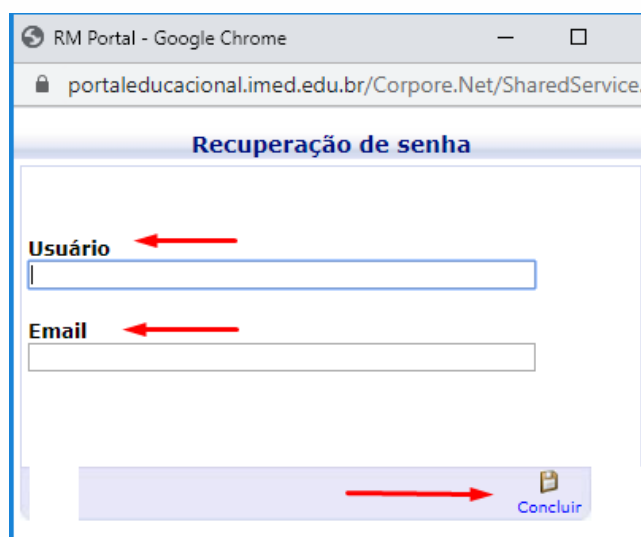 RM Portal - Google Chrome
portaleducacional.imed.edu.br/Corpore.Net/SharedService.
Recuperação de senha
Usuário
Email
Concluir